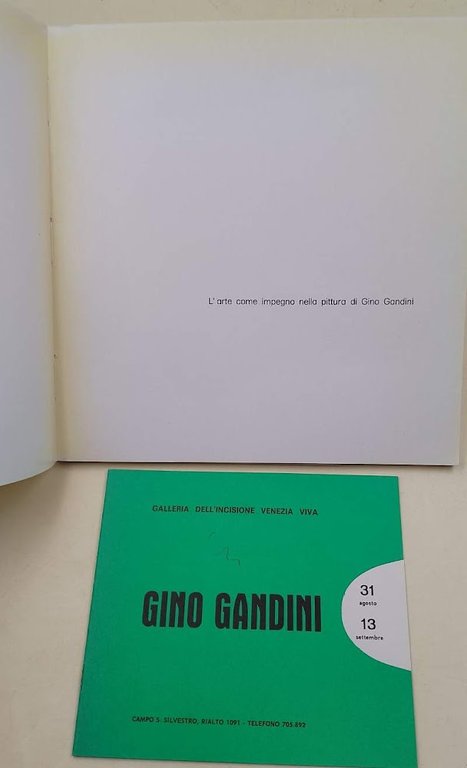 L'arte come impegno nella pittura di Gino Gandini
GALLERIA DELL'INCISIONE VENEZIA VIVA
GINO GANDINI
31
agosto
13
settembre
CAMPO S. SILVESTRO, RIALTO 1091 - TELEFONO 705 892